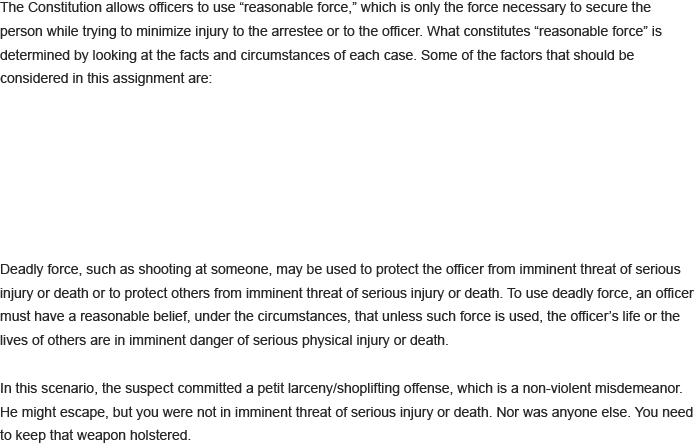 The Constitution allows officers to use “reasonable force,” which is only the force necessary to secure the
person while trying to minimize injury to the arrestee or to the officer. What constitutes “reasonable force” is
determined by looking at the facts and circumstances of each case. Some of the factors that should be
considered in this assignment are:
Deadly force, such as shooting at someone, may be used to protect the officer from imminent threat of serious
injury or death or to protect others from imminent threat of serious injury or death. To use deadly force, an officer
must have a reasonable belief, under the circumstances, that unless such force is used, the officer’s life or the
lives of others are in imminent danger of serious physical injury or death.
In this scenario, the suspect committed a petit larceny/shoplifting offense, which is a non-violent misdemeanor.
He might escape, but you were not in imminent threat of serious injury or death. Nor was anyone else. You need
to keep that weapon holstered.